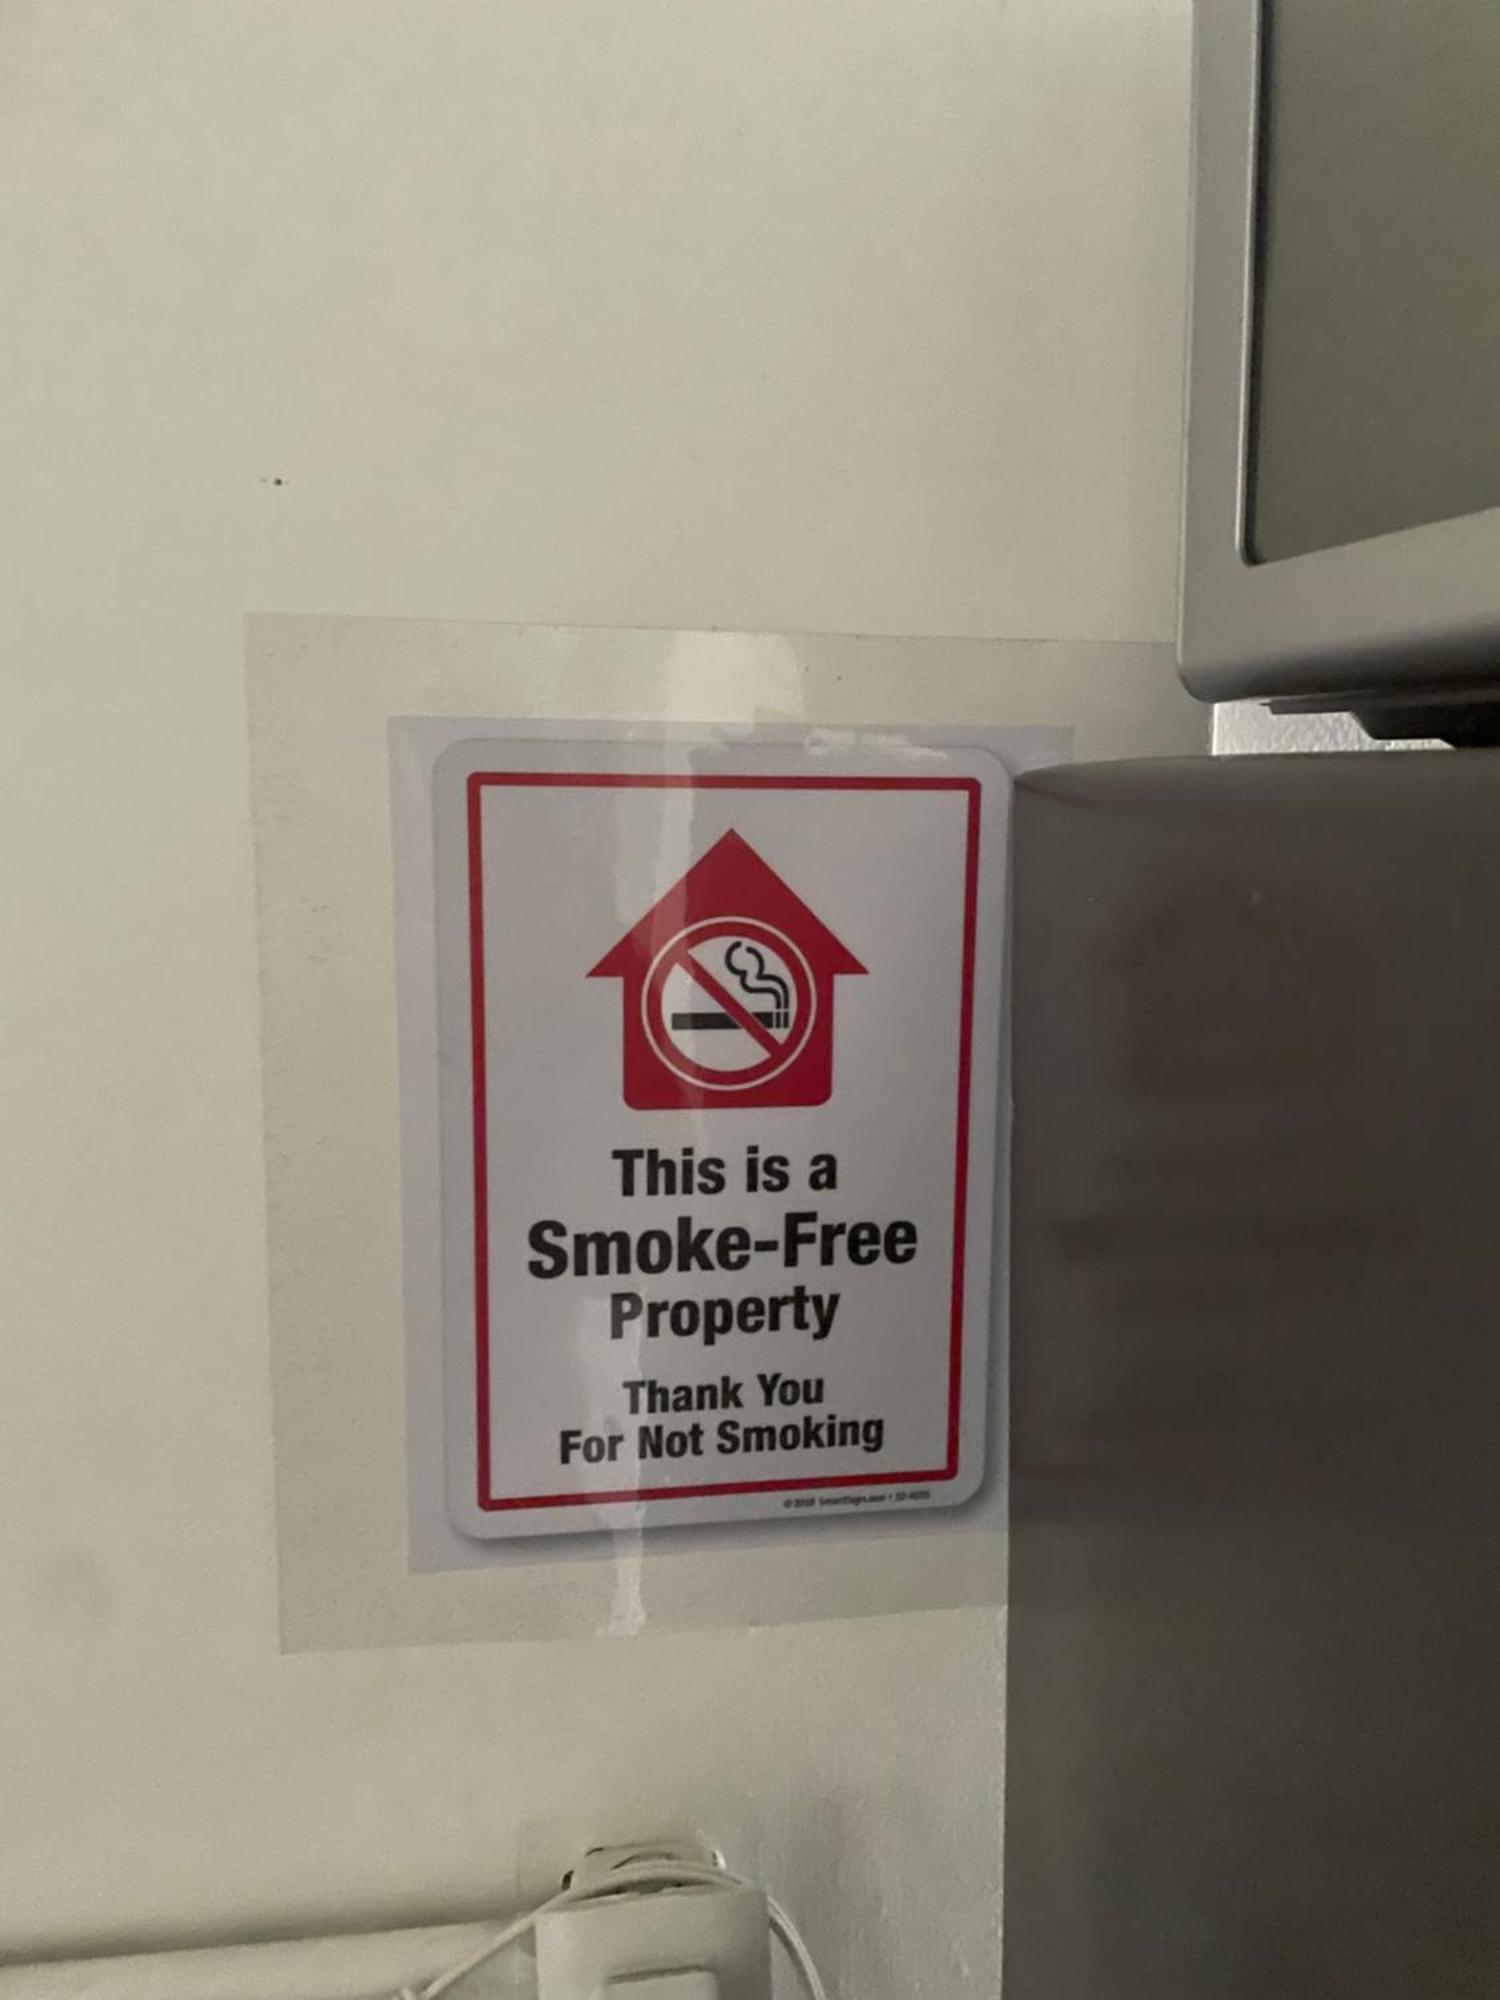 This is a
Smoke-Free
Property
Thank You
For Not Smoking